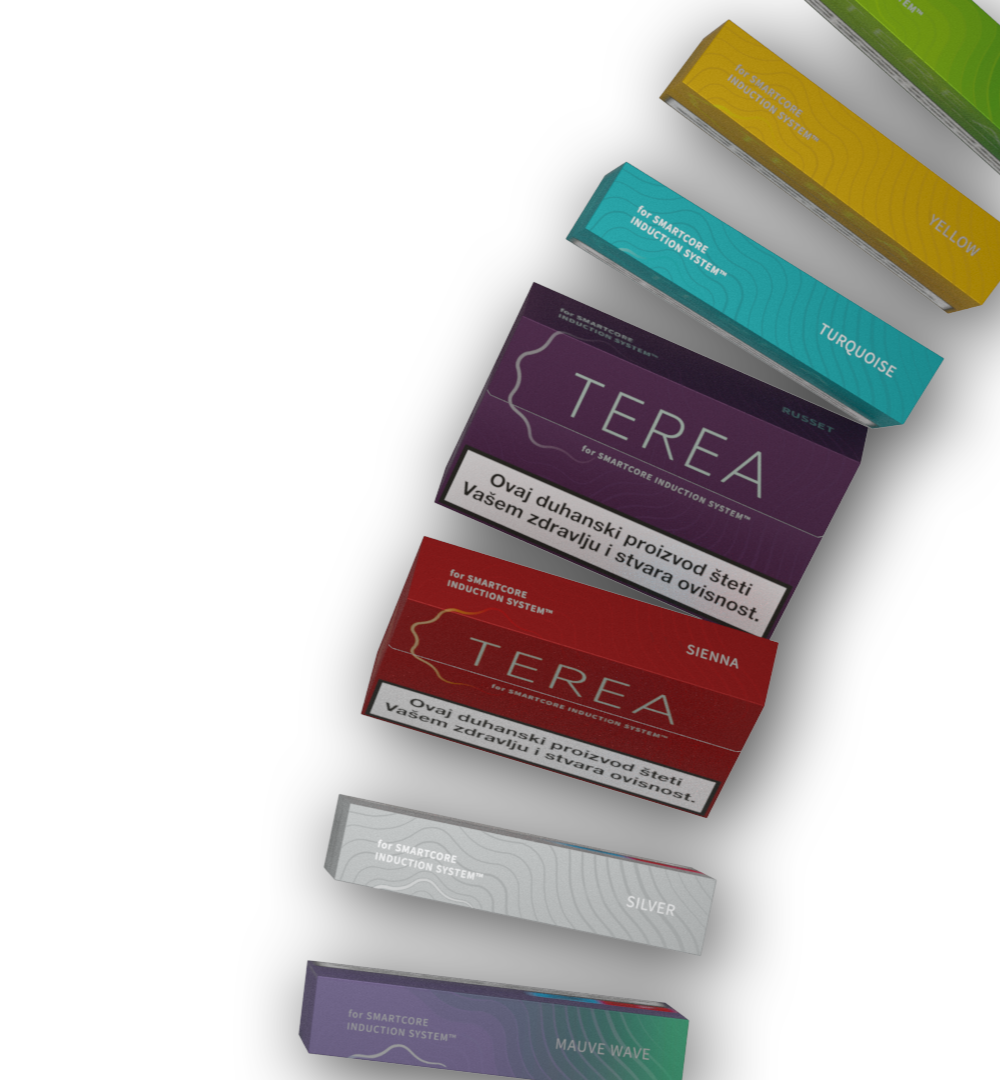 EM™
for SMARTCORE
INDUCTION SYSTEM™
YELLOW
for SMARTCORE
INDUCTION SYSTEM™
TURQUOISE
for SMARTCORE
INDUCTION SYSTEM™
RUSSET
TEREA
for SMARTCORE INDUCTION SYSTEM™
Ovaj duhanski proizvod šteti
Vašem zdravlju i stvara ovisnost.
for SMARTCORE
INDUCTION SYSTEM™
SIENNA
TEREA
for SMARTCORE INDUCTION SYSTEM™
Ovaj duhanski proizvod šteti
Vašem zdravlju i stvara ovisnost.
for SMARTCORE
INDUCTION SYSTEM™
SILVER
for SMARTCORE
INDUCTION SYSTEM™
MAUVE WAVE